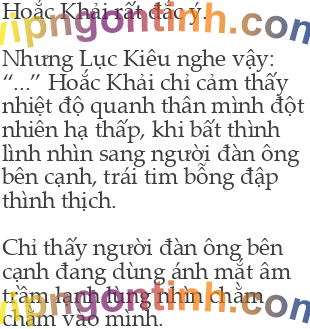 Hoắc Khải rất đắc ý.
vipngontinh.com
Nhưng Lục Kiêu nghe vậy:
“...” Hoắc Khải chỉ cảm thấy
nhiệt độ quanh thân mình đột
nhiên hạ thấp, khi bất thình
lình nhìn sang người đàn ông
bên cạnh, trái tim bỗng đập
thình thịch.
Chỉ thấy người đàn ông bên
cạnh đang dùng ánh mắt âm
trầm lạnh lùng nhìn chằm
vipngontinh.com
chằm vào mình.